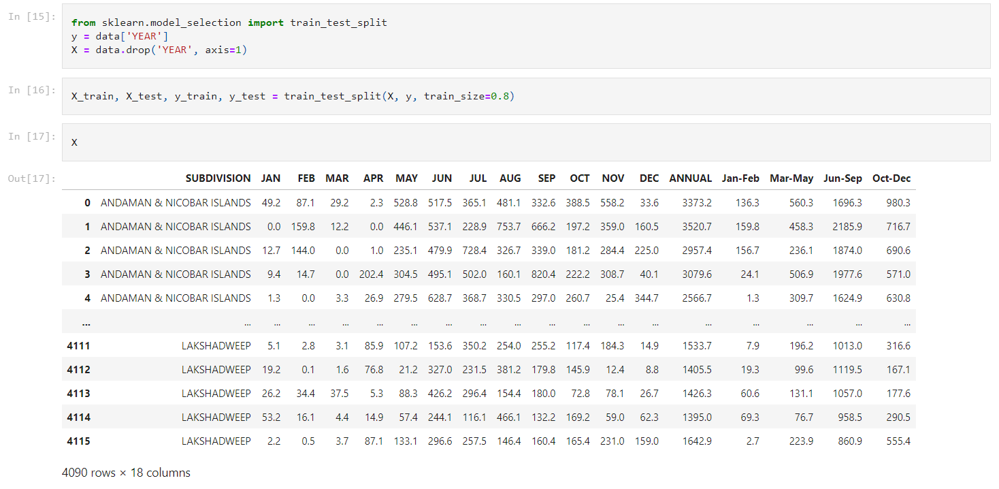 In [15]:
from sklearn.model_selection import train_test_split
y = data['YEAR']
X = data.drop('YEAR', axis=1)
In [16]:
X_train, X_test, y_train, y_test = train_test_split(X, y, train_size=0.8)
In [17]:
X
Out[17]:
SUBDIVISION JAN FEB MAR APR MAY JUN JUL AUG SEP OCT NOV DEC ANNUAL Jan-Feb Mar-May Jun-Sep Oct-Dec
0 ANDAMAN & NICOBAR ISLANDS 49.2 87.1 29.2 2.3 528.8 517.5 365.1 481.1 332.6 388.5 558.2 33.6 3373.2 136.3 560.3 1696.3 980.3
1 ANDAMAN & NICOBAR ISLANDS 0.0 159.8 12.2 0.0 446.1 537.1 228.9 753.7 666.2 197.2 359.0 160.5 3520.7 159.8 458.3 2185.9 716.7
2 ANDAMAN & NICOBAR ISLANDS 12.7 144.0 0.0 1.0 235.1 479.9 728.4 326.7 339.0 181.2 284.4 225.0 2957.4 156.7 236.1 1874.0 690.6
3 ANDAMAN & NICOBAR ISLANDS 9.4 14.7 0.0 202.4 304.5 495.1 502.0 160.1 820.4 222.2 308.7 40.1 3079.6 24.1 506.9 1977.6 571.0
4 ANDAMAN & NICOBAR ISLANDS 1.3 0.0 3.3 26.9 279.5 628.7 368.7 330.5 297.0 260.7 25.4 344.7 2566.7 1.3 309.7 1624.9 630.8
... ... ... ... ... ... ... ... ... ... ... ... ... ... ... ... ... ... ...
4111 LAKSHADWEEP 5.1 2.8 3.1 85.9 107.2 153.6 350.2 254.0 255.2 117.4 184.3 14.9 1533.7 7.9 196.2 1013.0 316.6
4112 LAKSHADWEEP 19.2 0.1 1.6 76.8 21.2 327.0 231.5 381.2 179.8 145.9 12.4 8.8 1405.5 19.3 99.6 1119.5 167.1
4113 LAKSHADWEEP 26.2 34.4 37.5 5.3 88.3 426.2 296.4 154.4 180.0 72.8 78.1 26.7 1426.3 60.6 131.1 1057.0 177.6
4114 LAKSHADWEEP 53.2 16.1 4.4 14.9 57.4 244.1 116.1 466.1 132.2 169.2 59.0 62.3 1395.0 69.3 76.7 958.5 290.5
4115 LAKSHADWEEP 2.2 0.5 3.7 87.1 133.1 296.6 257.5 146.4 160.4 165.4 231.0 159.0 1642.9 2.7 223.9 860.9 555.4
4090 rows × 18 columns